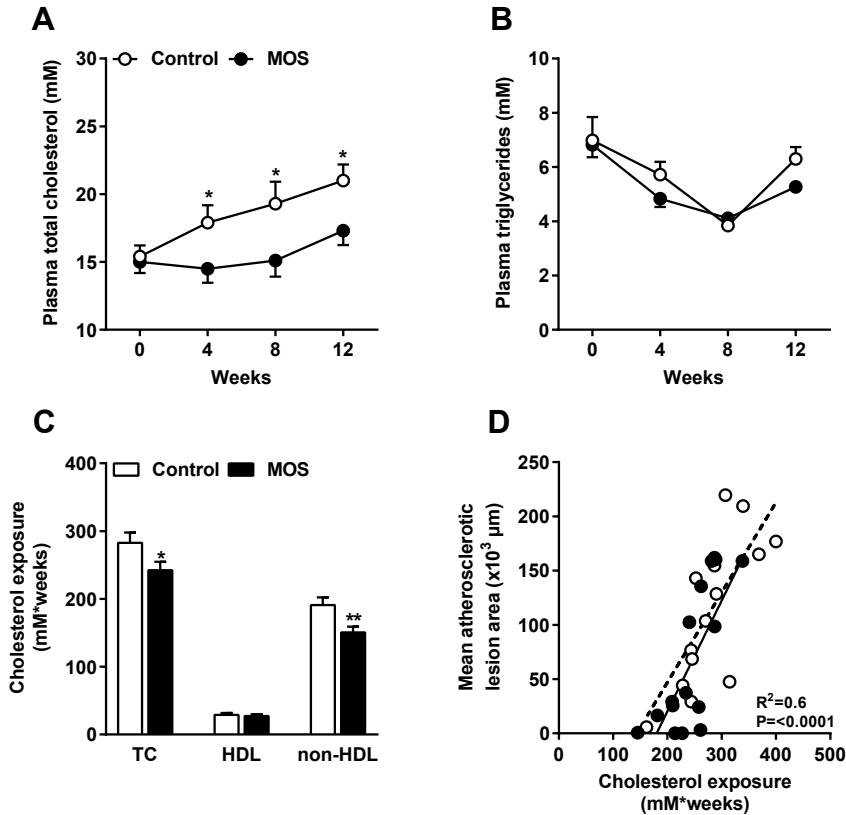 A
Control
MOS
Plasma total cholesterol (mM)
30
25
20
15
10
*
*
*
0
4
8
12
Weeks
B
Plasma triglycerides (mM)
10
8
6
4
2
0
0
4
8
12
Weeks
C
Control
MOS
Cholesterol exposure
(mM*weeks)
400
300
200
100
0
*
**
TC
HDL
non-HDL
D
Mean atherosclerotic
lesion area (x10³ µm)
250
200
150
100
50
0
R²=0.6
P=<0.0001
0
100
200
300
400
500
Cholesterol exposure
(mM*weeks)